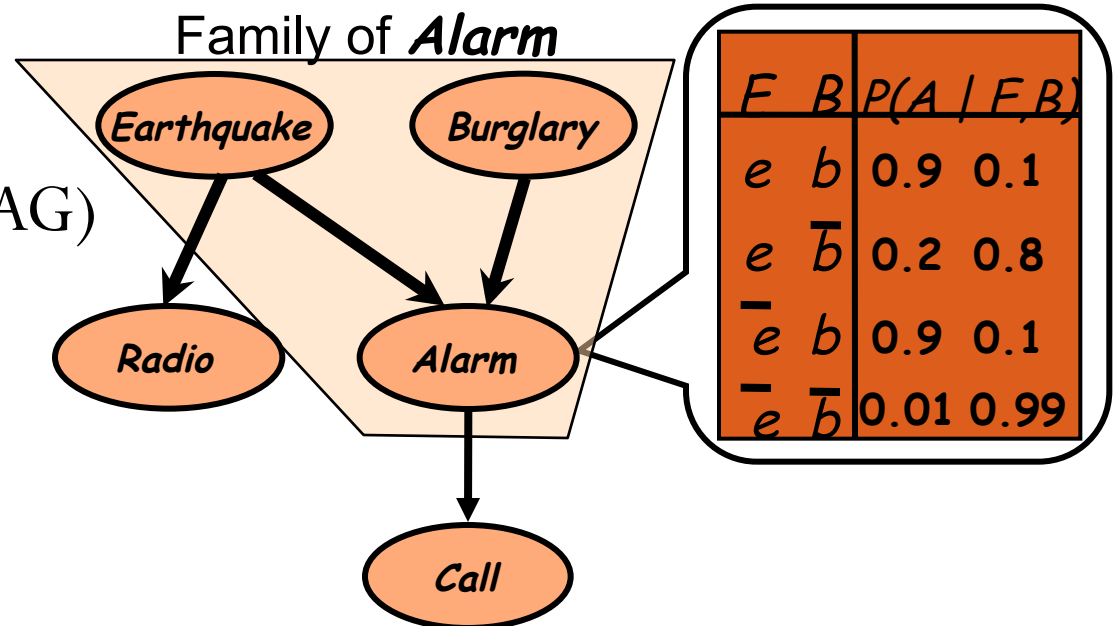 Family of Alarm
Earthquake
Burglary
AG)
Radio
Alarm
Call
E B P(A | E,B)
e b 0.9 0.1
e b̅ 0.2 0.8
e̅ b 0.9 0.1
e̅ b̅ 0.01 0.99